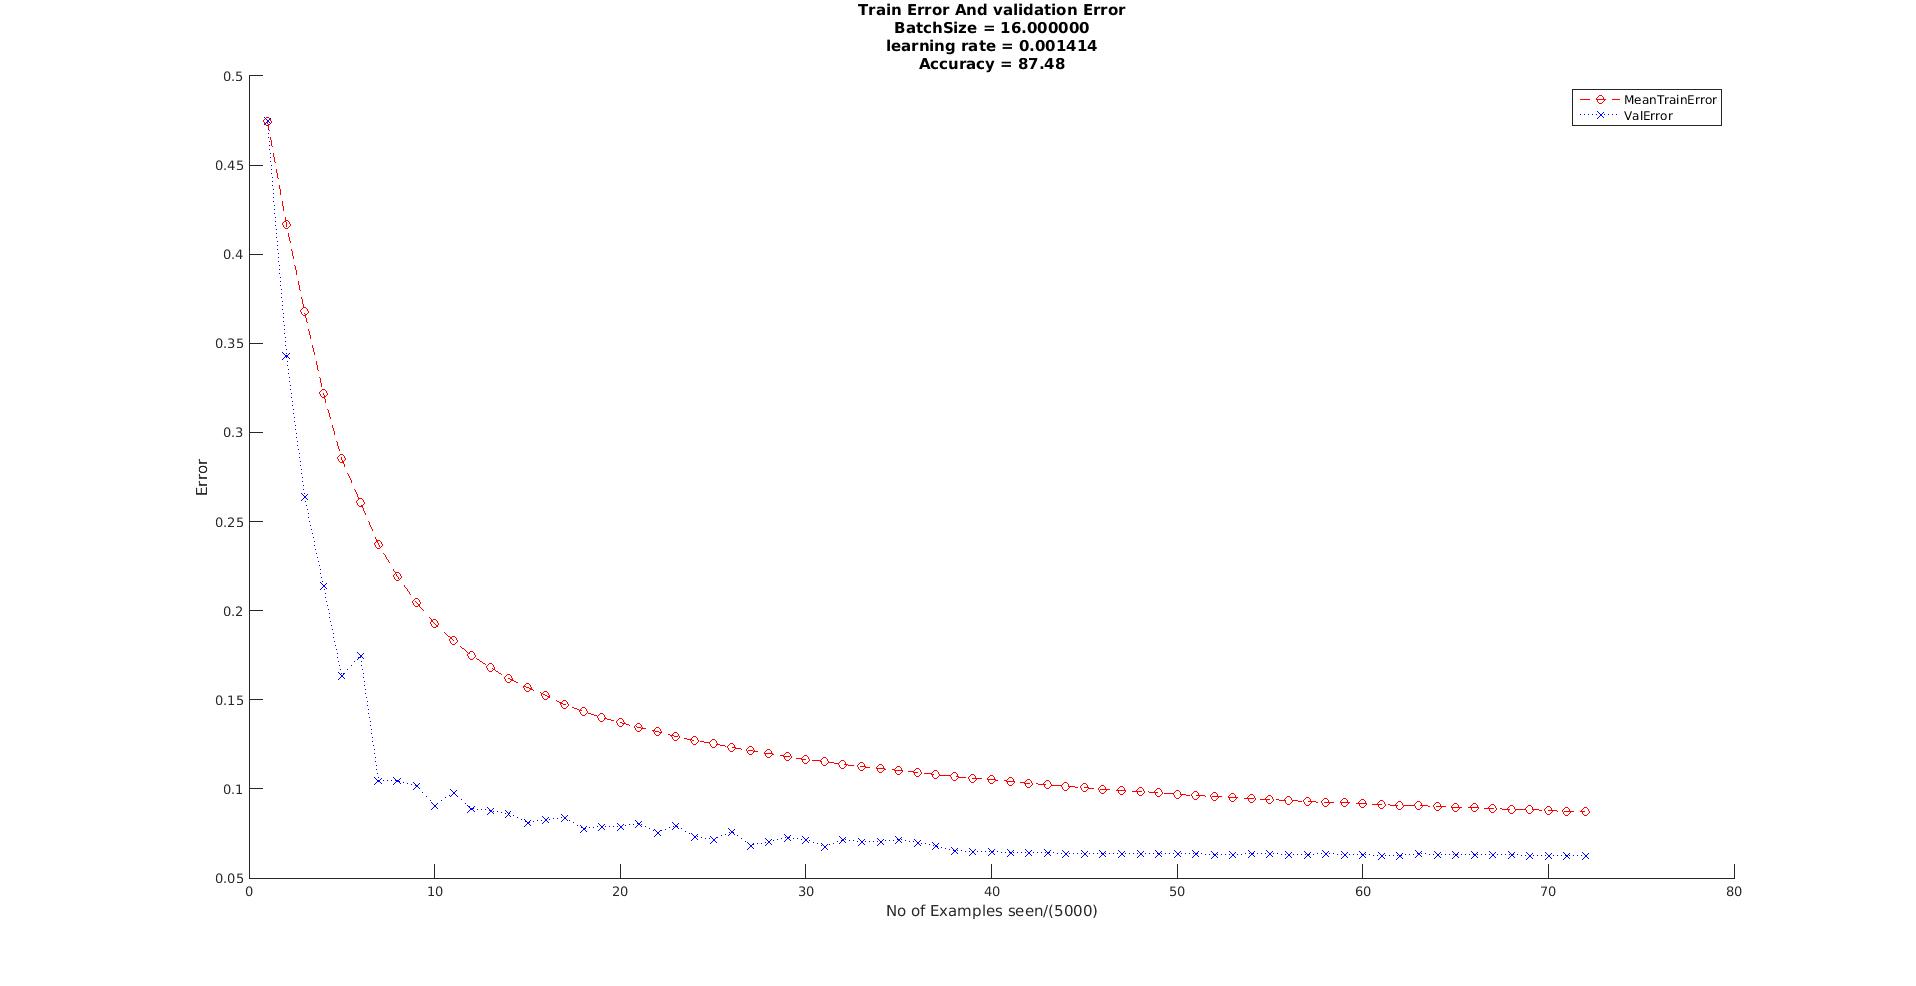 Train Error And validation Error
BatchSize = 16.000000
learning rate = 0.001414
Accuracy = 87.48
MeanTrainError
ValError
0.5
0.45
0.4
0.35
0.3
0.25
0.2
0.15
0.1
0.05
Error
0 10 20 30 40 50 60 70 80
No of Examples seen/(5000)